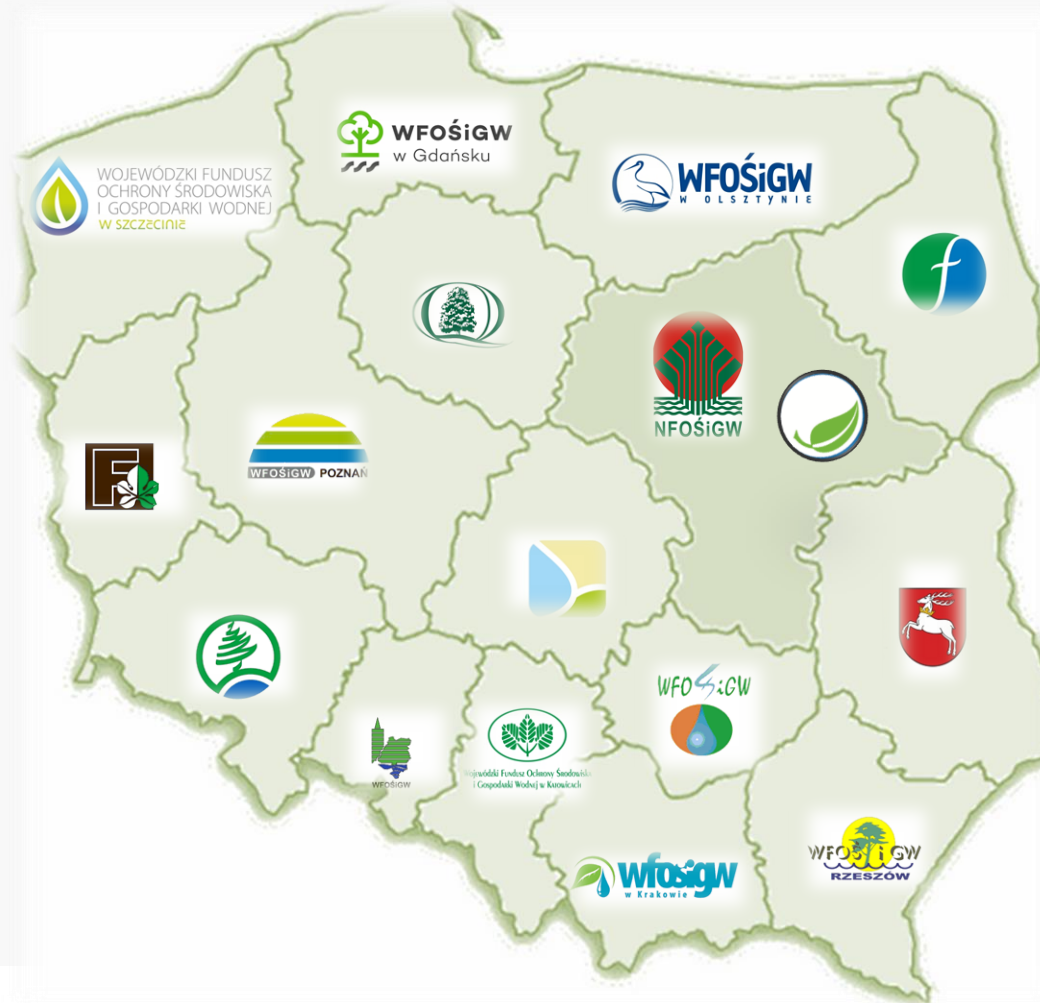 WFOŚiGW
w Gdańsku
WOJEWÓDZKI FUNDUSZ
OCHRONY ŚRODOWISKA
I GOSPODARKI WODNEJ
W SZCZECINIE
WFOŚiGW
W OLSZTYNIE
f
NFOŚiGW
F
WFOŚiGW POZNAŃ
WFOŚiGW
WFOŚiGW
Wojewódzki Fundusz Ochrony Środowiska
i Gospodarki Wodnej w Katowicach
wfosigw
w Krakowie
WFOŚiGW
RZESZÓW